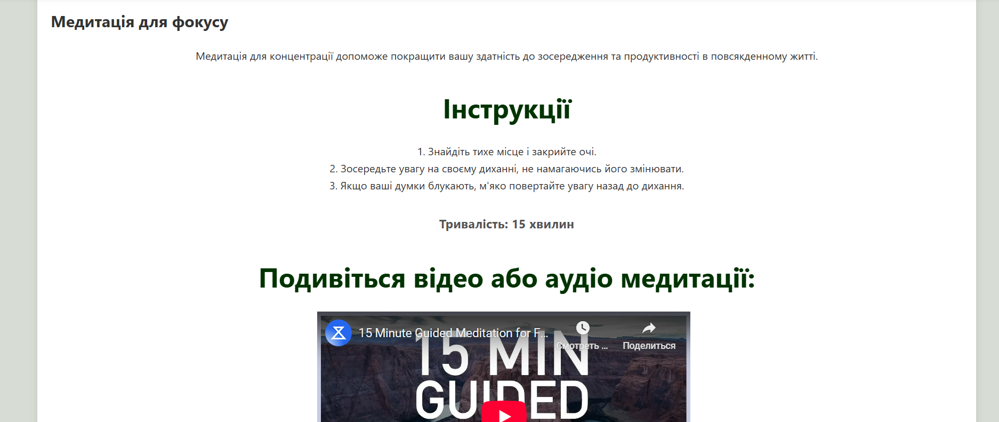 Медитація для фокусу
Медитація для концентрації допоможе покращити вашу здатність до зосередження та продуктивності в повсякденному житті.
Інструкції
1. Знайдіть тихе місце і закрийте очі.
2. Зосередьте увагу на своєму диханні, не намагаючись його змінювати.
3. Якщо ваші думки блукають, м'яко повертайте увагу назад до дихання.
Тривалість: 15 хвилин
Подивіться відео або аудіо медитації:
15 Minute Guided Meditation for F...
Смотреть ...
Поделиться
15 MIN
GUIDED